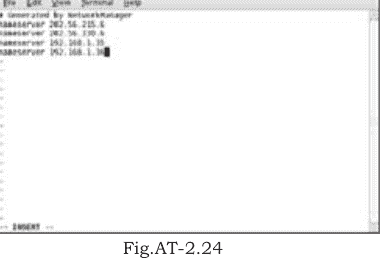 File Edit View Terminal Help
# Generated by NetworkManager
nameserver 202.56.215.6
nameserver 202.56.230.6
nameserver 192.168.1.35
nameserver 192.168.1.36
-- INSERT --
Fig.AT-2.24